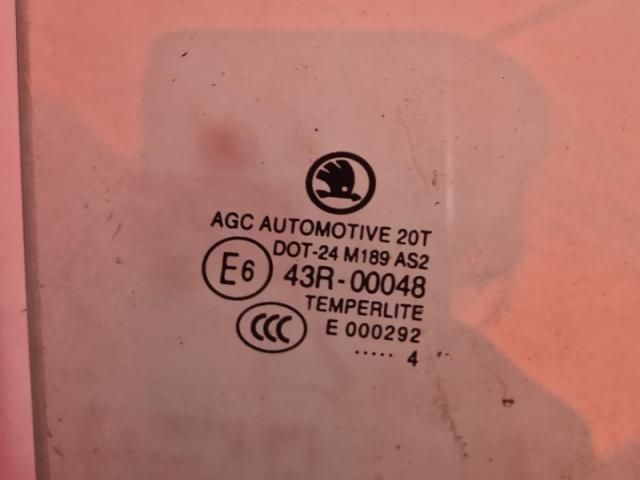 AGC AUTOMOTIVE 20T
DOT-24 M189 AS2
E6 43R-00048
TEMPERLITE
CCC E 000292
..... 4